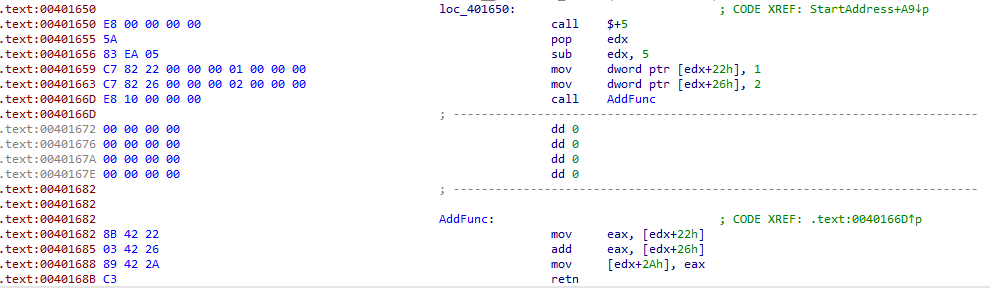 .text:00401650 loc_401650: ; CODE XREF: StartAddress+A9↓p
.text:00401650 E8 00 00 00 00 call $+5
.text:00401655 5A pop edx
.text:00401656 83 EA 05 sub edx, 5
.text:00401659 C7 82 22 00 00 00 01 00 00 00 mov dword ptr [edx+22h], 1
.text:00401663 C7 82 26 00 00 00 02 00 00 00 mov dword ptr [edx+26h], 2
.text:0040166D E8 10 00 00 00 call AddFunc
.text:0040166D ; ---------------------------------------------------------------------------
.text:00401672 00 00 00 00 dd 0
.text:00401676 00 00 00 00 dd 0
.text:0040167A 00 00 00 00 dd 0
.text:0040167E 00 00 00 00 dd 0
.text:00401682 ; ---------------------------------------------------------------------------
.text:00401682
.text:00401682 AddFunc: ; CODE XREF: .text:0040166D↑p
.text:00401682 8B 42 22 mov eax, [edx+22h]
.text:00401685 03 42 26 add eax, [edx+26h]
.text:00401688 89 42 2A mov [edx+2Ah], eax
.text:0040168B C3 retn